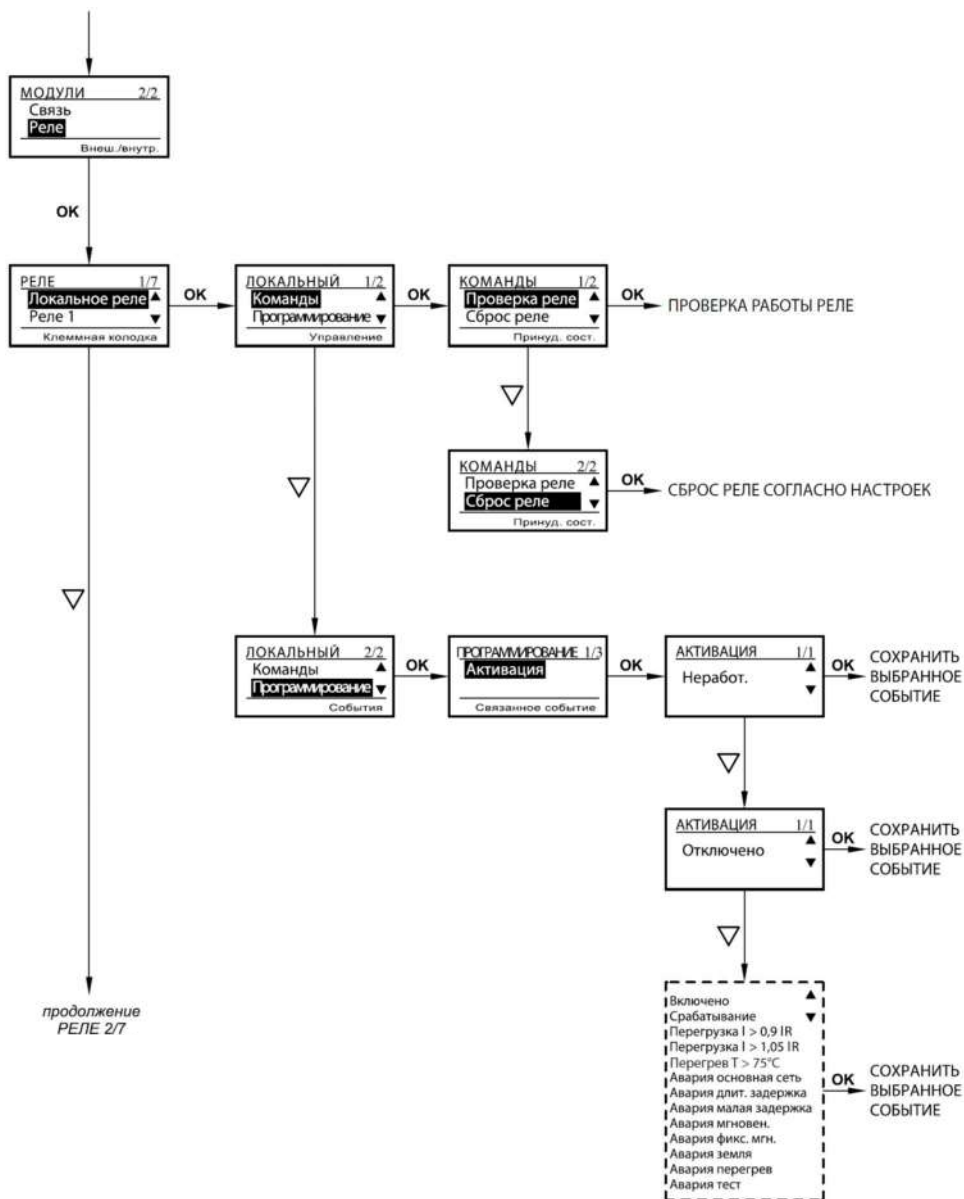 МОДУЛИ 2/2
Связь
Реле
Внеш./внутр.
OK
РЕЛЕ 1/7
Локальное реле
Реле 1
Клеммная колодка
OK
ЛОКАЛЬНЫЙ 1/2
Команды
Программирование
Управление
OK
КОМАНДЫ 1/2
Проверка реле
Сброс реле
Принуд. сост.
OK
ПРОВЕРКА РАБОТЫ РЕЛЕ
КОМАНДЫ 2/2
Проверка реле
Сброс реле
Принуд. сост.
OK
СБРОС РЕЛЕ СОГЛАСНО НАСТРОЕК
ЛОКАЛЬНЫЙ 2/2
Команды
Программирование
События
OK
ПРОГРАММИРОВАНИЕ 1/3
Активация
Связанное событие
OK
АКТИВАЦИЯ 1/1
Неработ.
OK
СОХРАНИТЬ
ВЫБРАННОЕ
СОБЫТИЕ
АКТИВАЦИЯ 1/1
Отключено
OK
СОХРАНИТЬ
ВЫБРАННОЕ
СОБЫТИЕ
продолжение
РЕЛЕ 2/7
Включено
Срабатывание
Перегрузка I > 0,9 IR
Перегрузка I > 1,05 IR
Перегрев T > 75°C
Авария основная сеть
Авария длит. задержка
Авария малая задержка
Авария мгновен.
Авария фикс. мгн.
Авария земля
Авария перегрев
Авария тест
OK
СОХРАНИТЬ
ВЫБРАННОЕ
СОБЫТИЕ